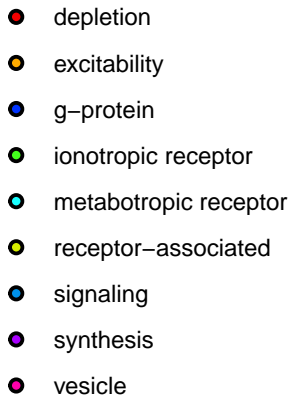 depletion
excitability
g−protein
ionotropic receptor
metabotropic receptor
receptor−associated
signaling
synthesis
vesicle